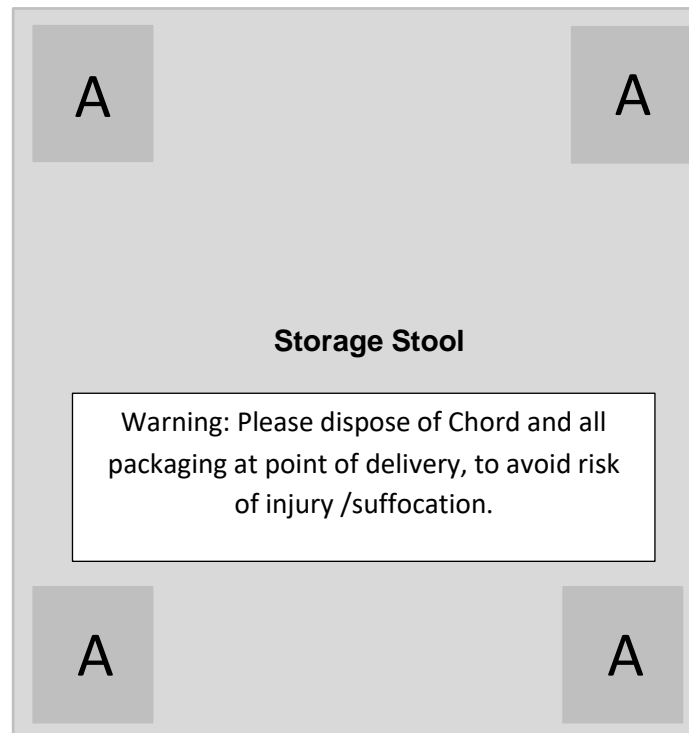 A A
Storage Stool
Warning: Please dispose of Chord and all
packaging at point of delivery, to avoid risk
of injury /suffocation.
A A